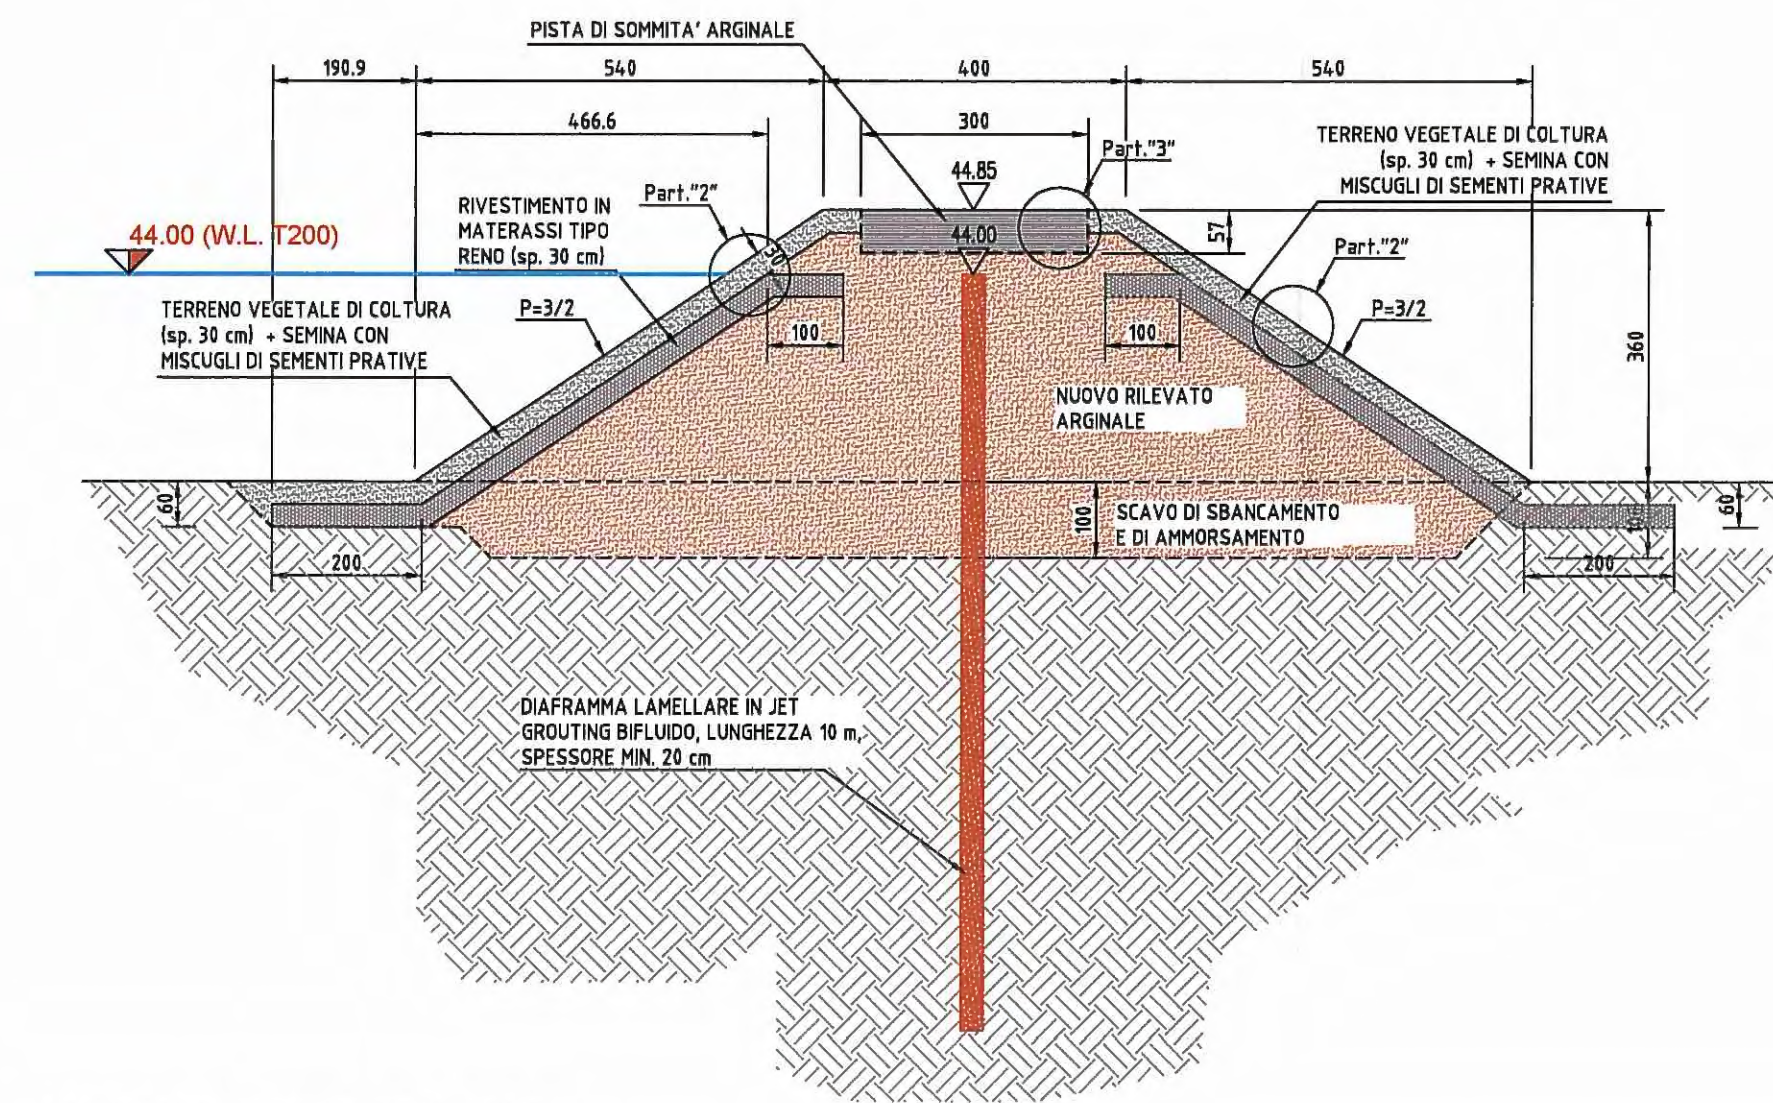 PISTA DI SOMMITA' ARGINALE
190.9
540
400
540
466.6
300
TERRENO VEGETALE DI COLTURA
(sp. 30 cm) + SEMINA CON
MISCUGLI DI SEMENTI PRATIVE
Part."3"
44.85
Part."2"
RIVESTIMENTO IN
MATERASSI TIPO
RENO (sp. 30 cm)
44.00 (W.L. T200)
30
44.00
57
Part."2"
TERRENO VEGETALE DI COLTURA
(sp. 30 cm) + SEMINA CON
MISCUGLI DI SEMENTI PRATIVE
P=3/2
100
100
P=3/2
360
NUOVO RILEVATO
ARGINALE
60
100
SCAVO DI SBANCAMENTO
E DI AMMORSAMENTO
100
60
200
200
DIAFRAMMA LAMELLARE IN JET
GROUTING BIFLUIDO, LUNGHEZZA 10 m,
SPESSORE MIN. 20 cm